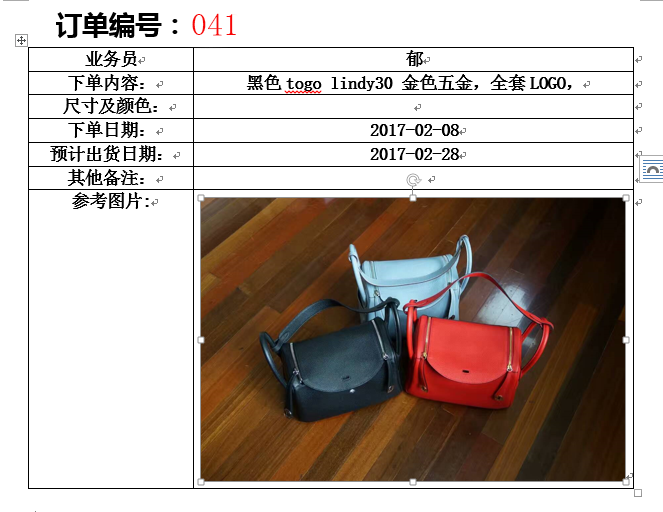 订单编号：041
业务员 郁
下单内容： 黑色 togo lindy30 金色五金，全套 LOGO，
尺寸及颜色：
下单日期： 2017-02-08
预计出货日期： 2017-02-28
其他备注：
参考图片: